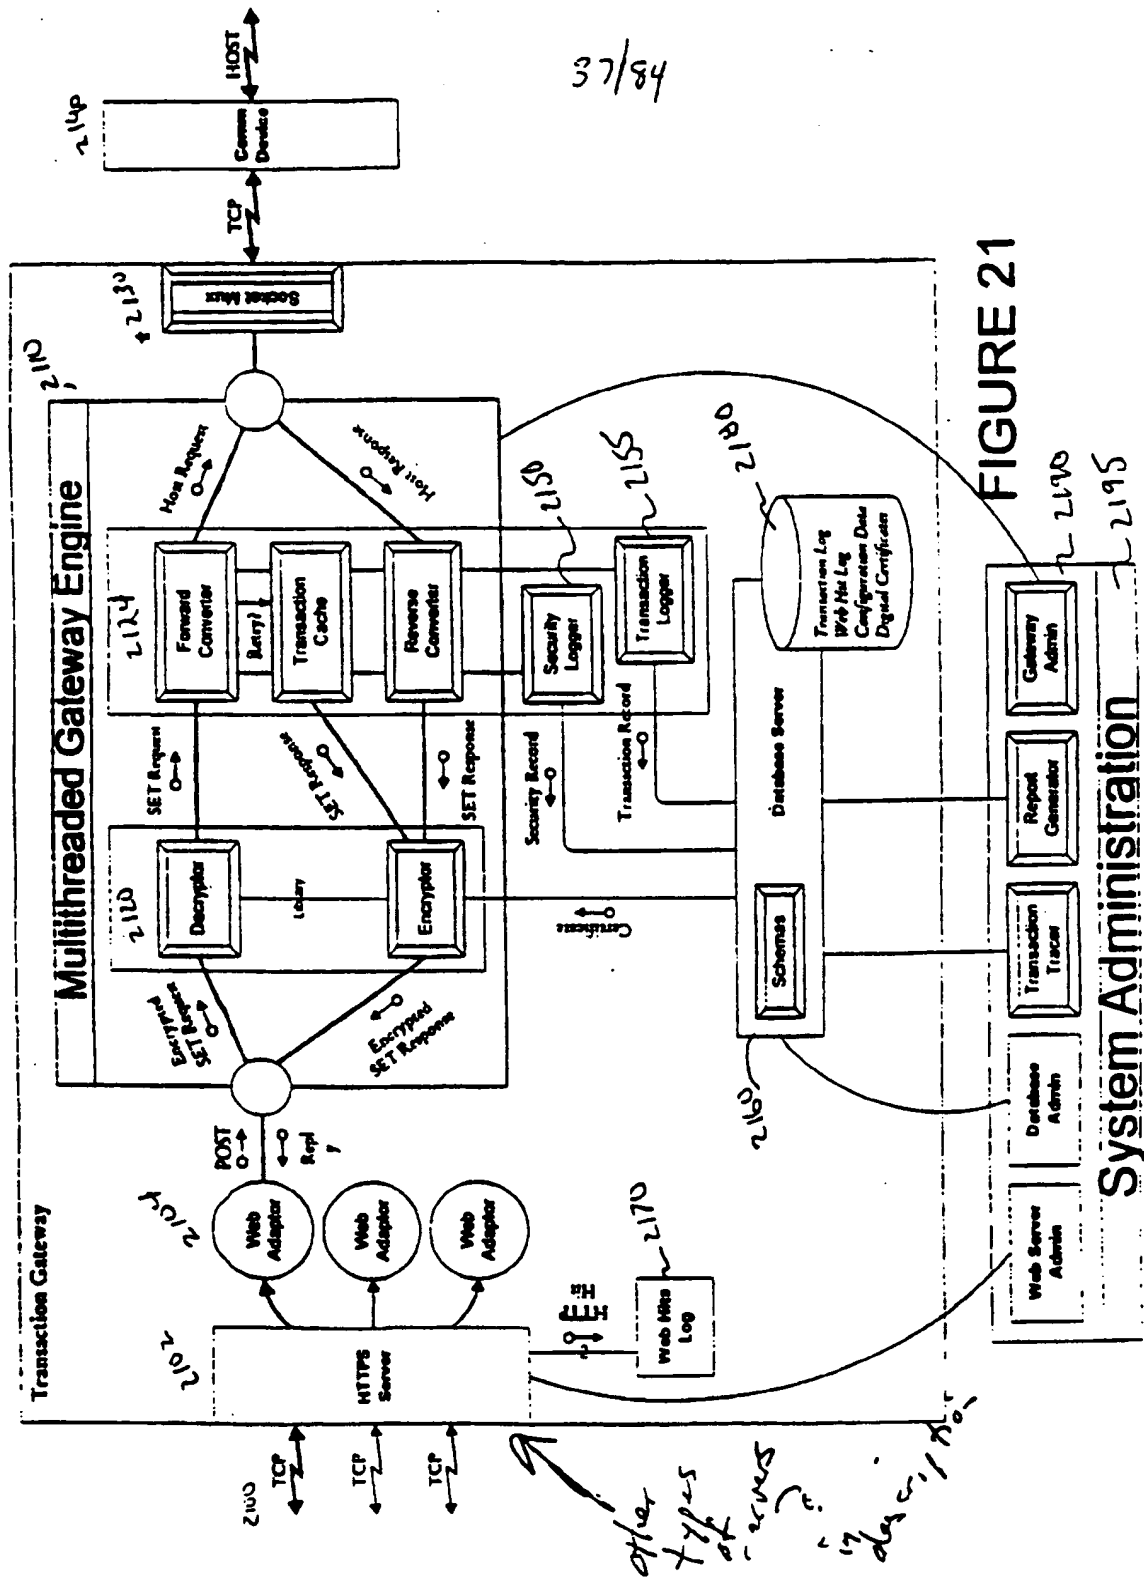 37/84
Transaction Gateway
Multithreaded Gateway Engine
2100
TCP
TCP
TCP
2102
HTTPS
Server
2104
Web
Adaptor
Web
Adaptor
Web
Adaptor
POST
Repl
y
HTTP
Hit
Web Hits
Log
2170
Encrypted
SET Request
Encrypted
SET Response
2110
2120
Decryptor
Library
Encryptor
SET Request
SET Response
SET Response
2124
Forward
Converter
Retry?
Transaction
Cache
Reverse
Converter
Security
Logger
2150
Transaction
Logger
2155
Host Request
Host Response
2130
Socket Mux
TCP
2140
Comm
Device
HOST
Certificate
Security Record
Transaction Record
2160
Schemas
Database Server
2180
Transaction Log
Web Hit Log
Configuration Data
Digital Certificates
Web Server
Admin
Database
Admin
Transaction
Tracer
Report
Generator
Gateway
Admin
2190
2195
System Administration
FIGURE 21
other
types
of
servers
?
in
description